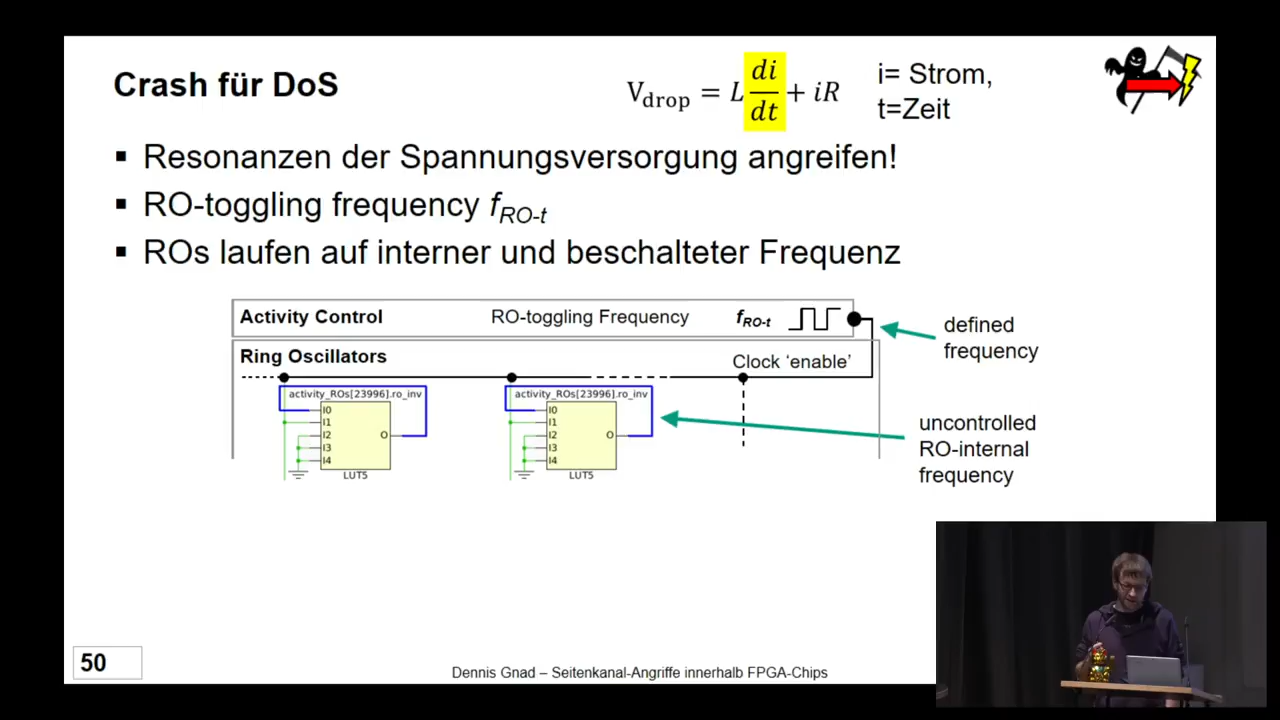 Crash für DoS
V_drop = L di/dt + iR
i= Strom,
t=Zeit
▪ Resonanzen der Spannungsversorgung angreifen!
▪ RO-toggling frequency f_RO-t
▪ ROs laufen auf interner und beschalteter Frequenz
Activity Control RO-toggling Frequency f_RO-t
defined
frequency
Ring Oscillators
Clock ‘enable’
activity_ROs[23996].ro_inv activity_ROs[23996].ro_inv
I0 I0
I1 I1
I2 O I2 O
I3 I3
I4 I4
LUT5 LUT5
uncontrolled
RO-internal
frequency
50
Dennis Gnad – Seitenkanal-Angriffe innerhalb FPGA-Chips